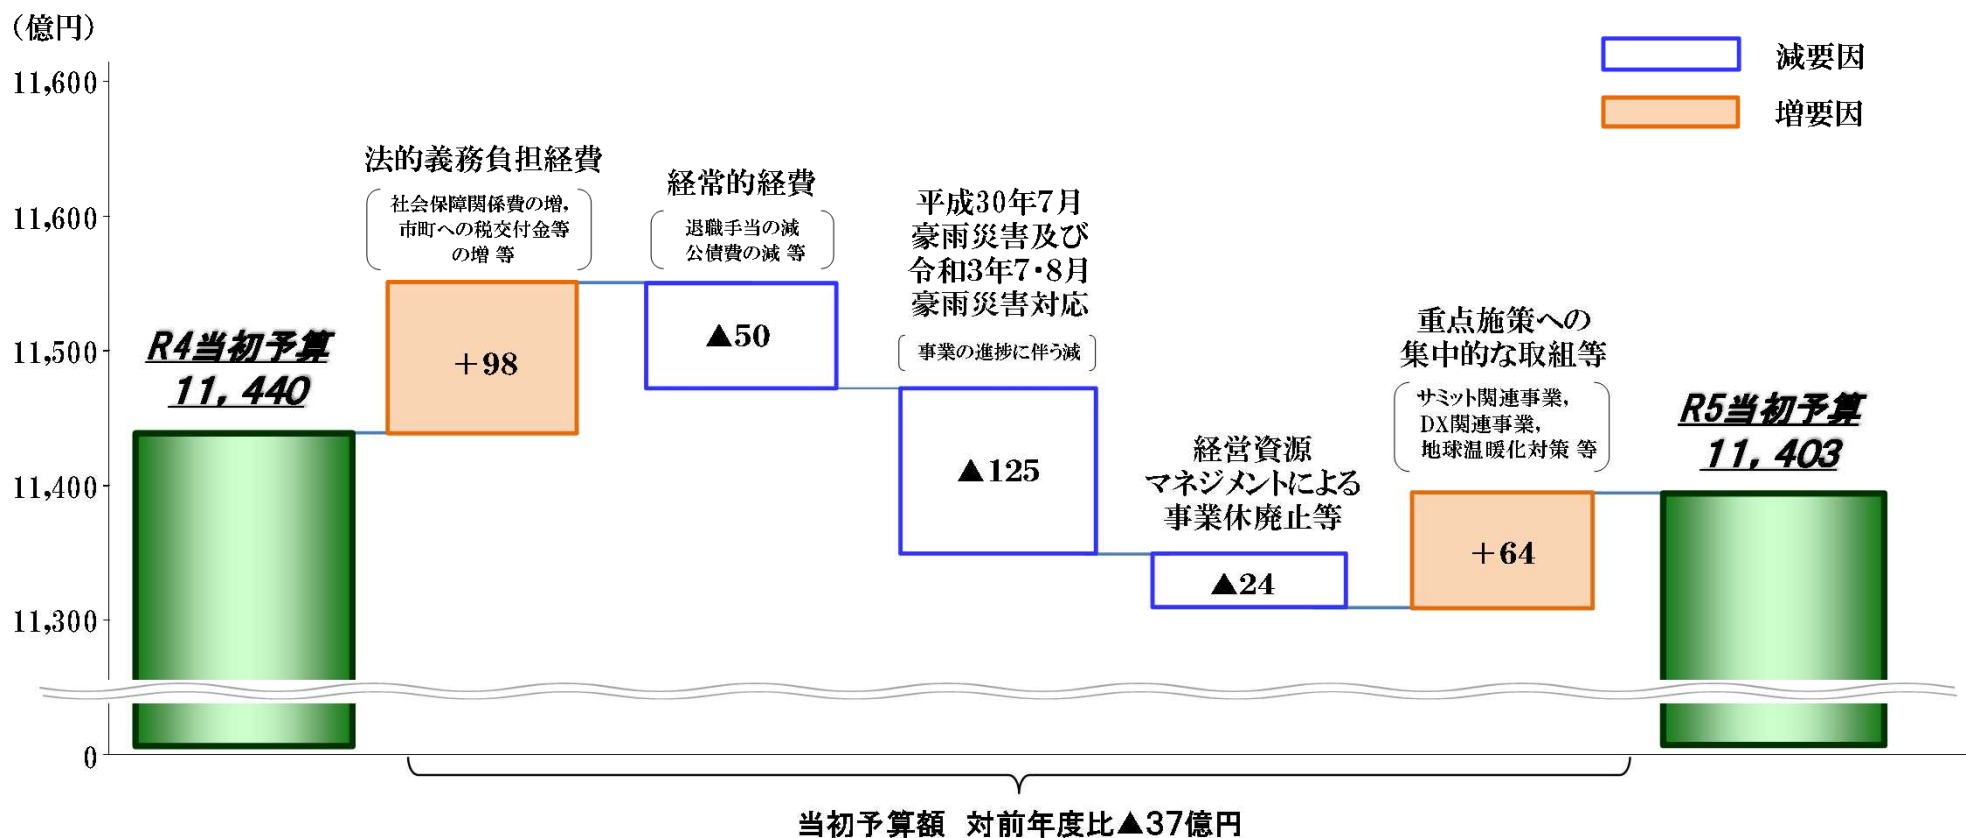 （億円）
11,600
11,600
11,500
11,400
11,300
0
減要因
増要因
R4当初予算
11,440
法的義務負担経費
社会保障関係費の増,
市町への税交付金等
の増 等
+98
経常的経費
退職手当の減
公債費の減 等
▲50
平成30年7月
豪雨災害及び
令和3年7・8月
豪雨災害対応
事業の進捗に伴う減
▲125
経営資源
マネジメントによる
事業休廃止等
▲24
重点施策への
集中的な取組等
サミット関連事業,
DX関連事業,
地球温暖化対策 等
+64
R5当初予算
11,403
当初予算額 対前年度比▲37億円